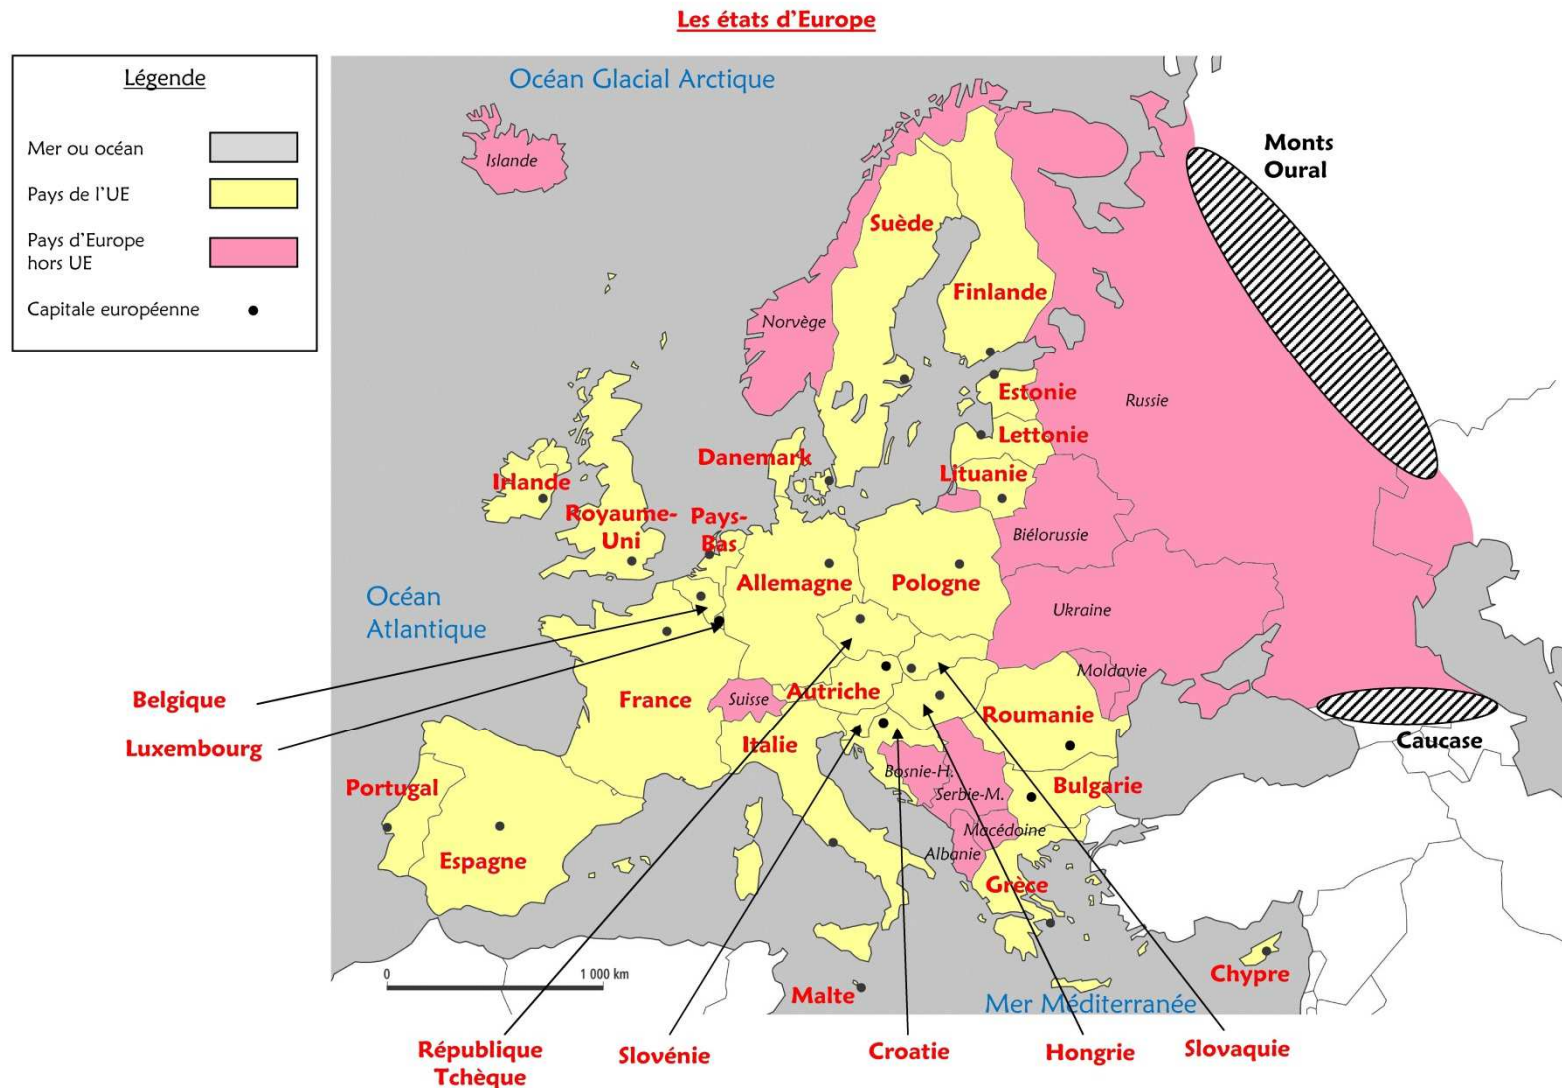 Les états d'Europe
Légende
Mer ou océan
Pays de l'UE
Pays d'Europe
hors UE
Capitale européenne
Océan Glacial Arctique
Monts
Oural
Islande
Suède
Finlande
Norvège
Estonie
Russie
Lettonie
Danemark
Lituanie
Irlande
Royaume-
Uni
Pays-
Bas
Biélorussie
Allemagne
Pologne
Océan
Atlantique
Ukraine
Moldavie
Belgique
France
Suisse
Autriche
Roumanie
Luxembourg
Italie
Caucase
Bosnie-H.
Portugal
Serbie-M.
Bulgarie
Macédoine
Albanie
Espagne
Grèce
0
1 000 km
Malte
Chypre
Mer Méditerranée
République
Tchèque
Slovénie
Croatie
Hongrie
Slovaquie